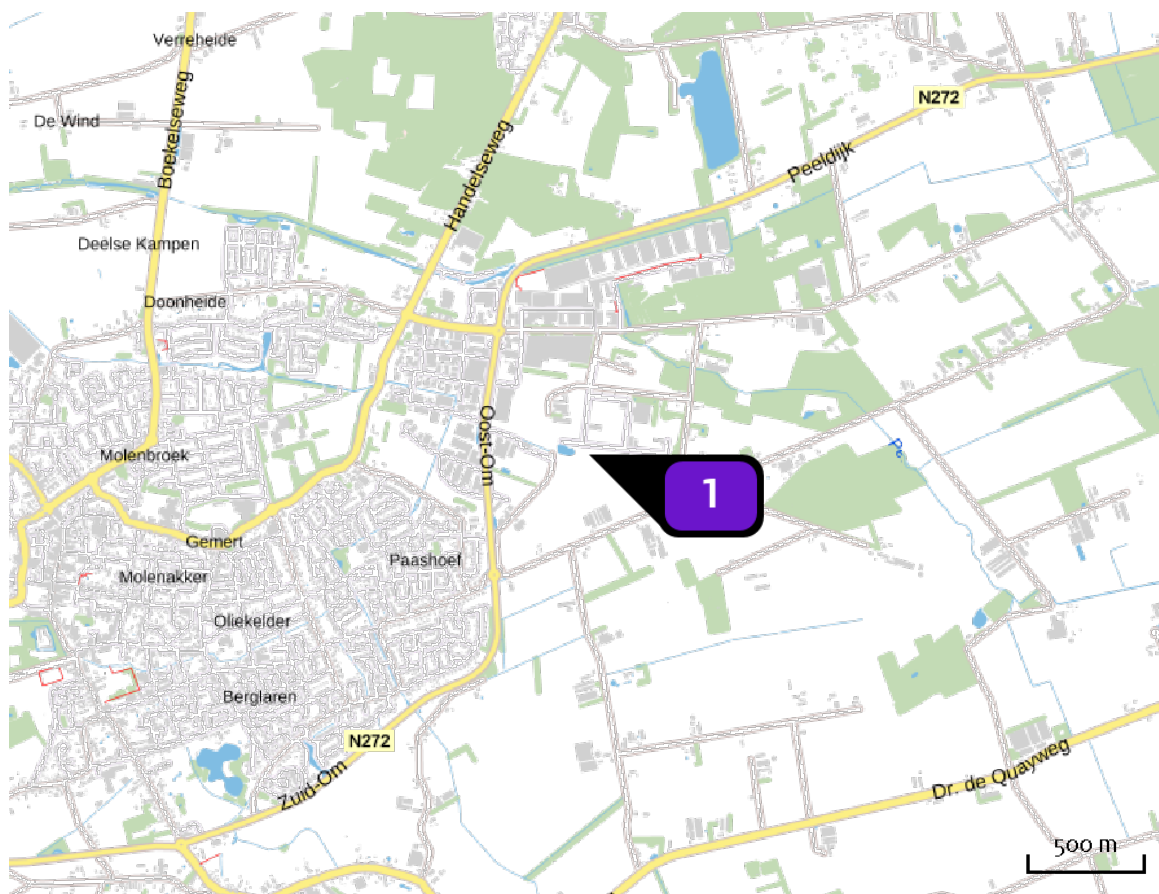 Verreheide
N272
De Wind
Boekelseweg
Handelseweg
Peeldijk
Deelse Kampen
Doonheide
Oost-Om
Molenbroek
Pe
1
Gemert
Paashoef
Molenakker
Oliekelder
Berglaren
N272
Zuid-Om
Dr. de Quayweg
500 m